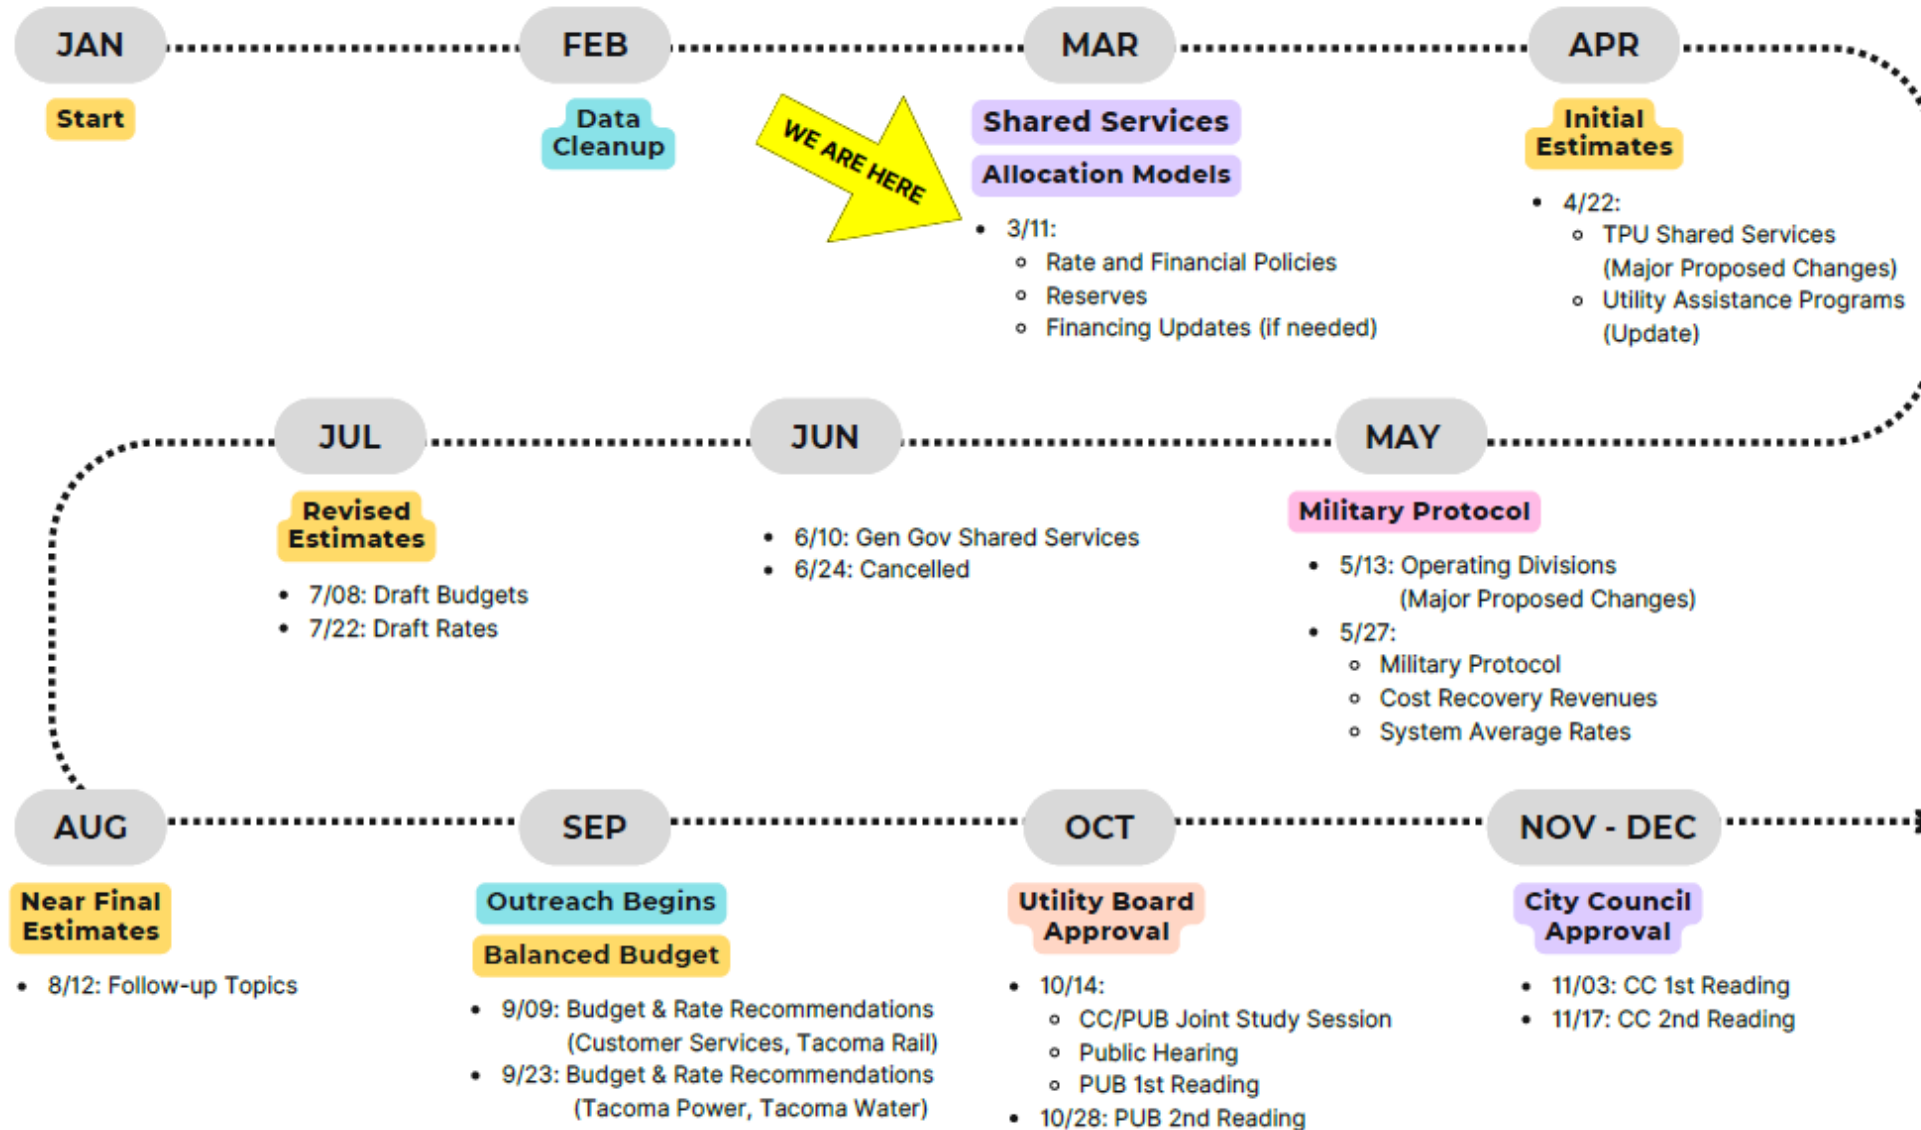 JAN
FEB
MAR
APR
Start
Data
Cleanup
WE ARE HERE
Shared Services
Allocation Models
• 3/11:
◦ Rate and Financial Policies
◦ Reserves
◦ Financing Updates (if needed)
Initial
Estimates
• 4/22:
◦ TPU Shared Services
(Major Proposed Changes)
◦ Utility Assistance Programs
(Update)
JUL
JUN
MAY
Revised
Estimates
• 7/08: Draft Budgets
• 7/22: Draft Rates
• 6/10: Gen Gov Shared Services
• 6/24: Cancelled
Military Protocol
• 5/13: Operating Divisions
(Major Proposed Changes)
• 5/27:
◦ Military Protocol
◦ Cost Recovery Revenues
◦ System Average Rates
AUG
SEP
OCT
NOV - DEC
Near Final
Estimates
• 8/12: Follow-up Topics
Outreach Begins
Balanced Budget
• 9/09: Budget & Rate Recommendations
(Customer Services, Tacoma Rail)
• 9/23: Budget & Rate Recommendations
(Tacoma Power, Tacoma Water)
Utility Board
Approval
• 10/14:
◦ CC/PUB Joint Study Session
◦ Public Hearing
◦ PUB 1st Reading
• 10/28: PUB 2nd Reading
City Council
Approval
• 11/03: CC 1st Reading
• 11/17: CC 2nd Reading